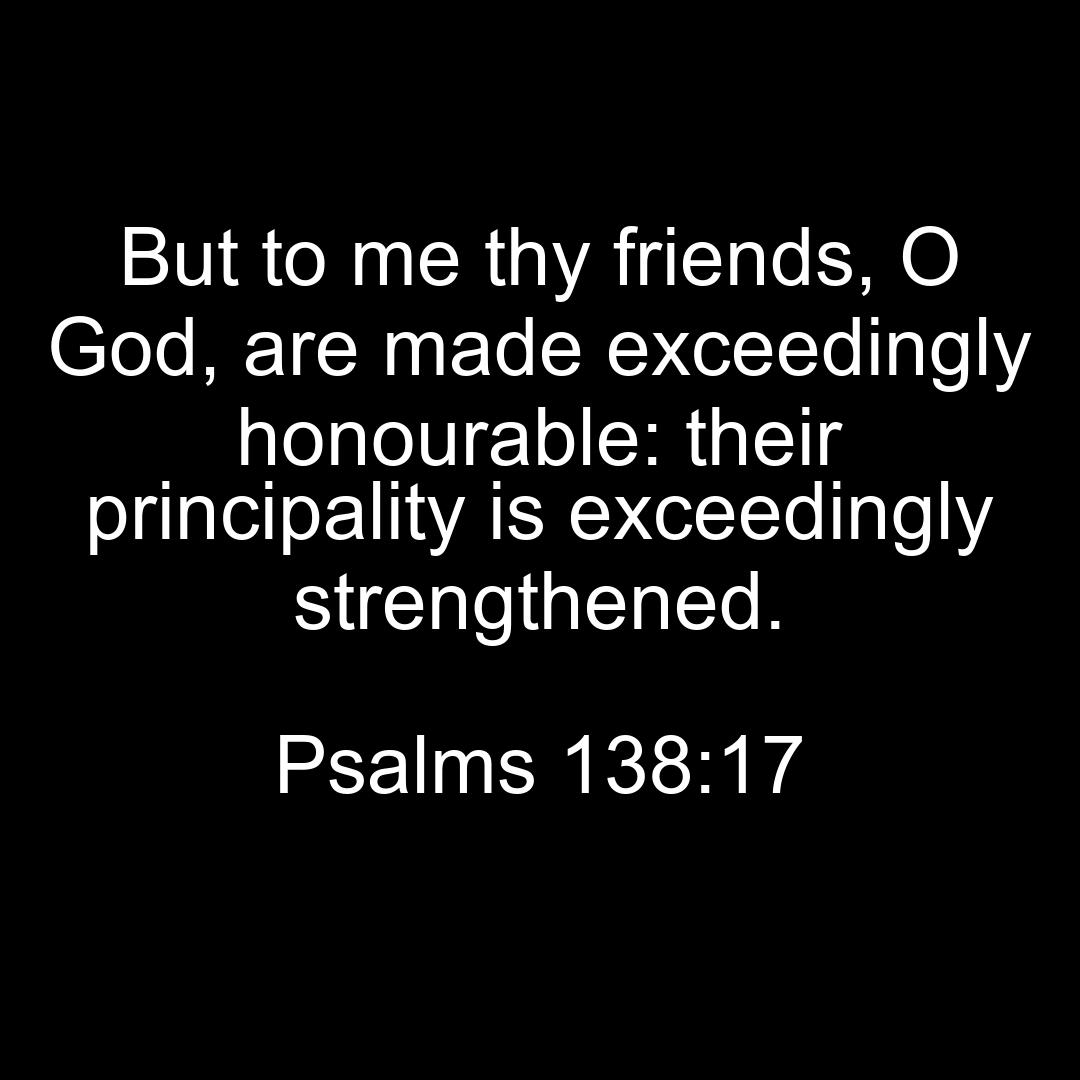 But to me thy friends, O
God, are made exceedingly
honourable: their
principality is exceedingly
strengthened.
Psalms 138:17